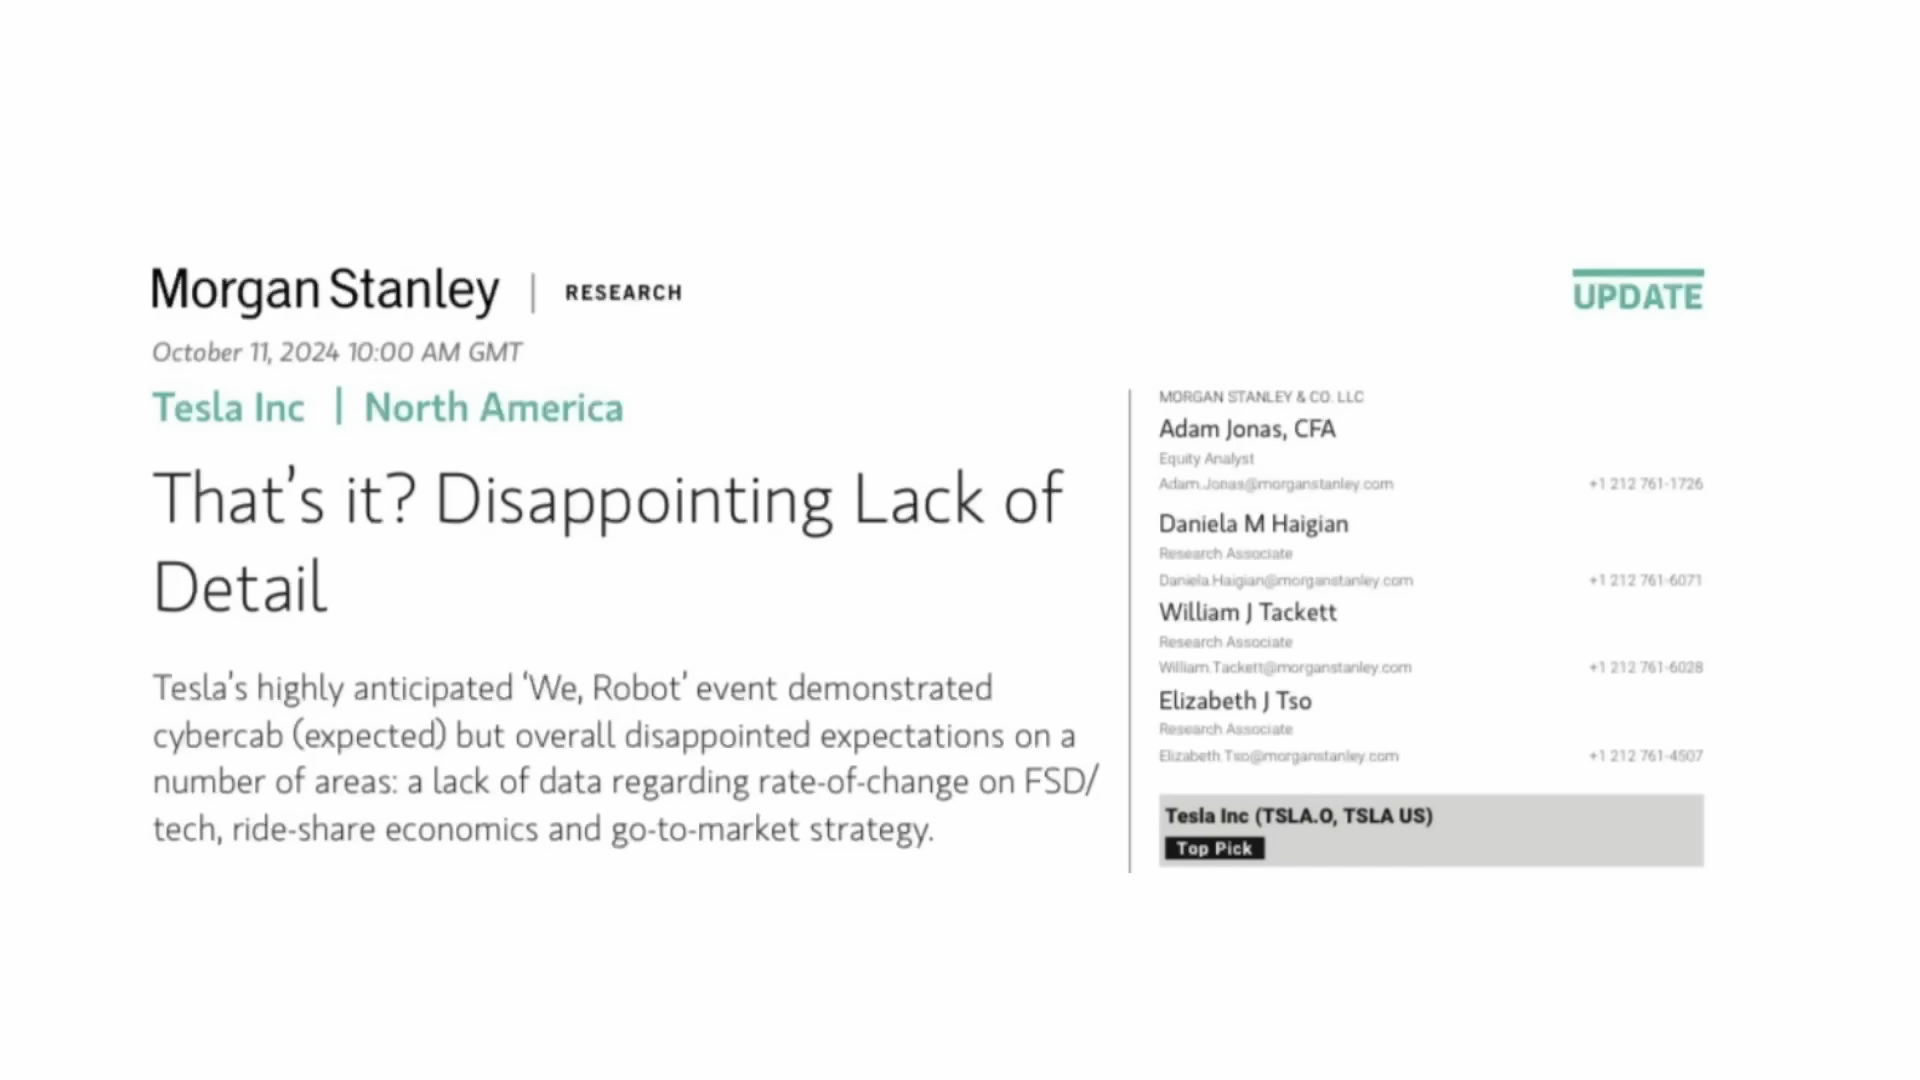 Morgan Stanley | RESEARCH
UPDATE
October 11, 2024 10:00 AM GMT
Tesla Inc | North America
That's it? Disappointing Lack of
Detail
Tesla's highly anticipated 'We, Robot' event demonstrated
cybercab (expected) but overall disappointed expectations on a
number of areas: a lack of data regarding rate-of-change on FSD/
tech, ride-share economics and go-to-market strategy.
MORGAN STANLEY & CO. LLC
Adam Jonas, CFA
Equity Analyst
Adam.Jonas@morganstanley.com +1 212 761-1726
Daniela M Haigian
Research Associate
Daniela.Haigian@morganstanley.com +1 212 761-6071
William J Tackett
Research Associate
William.Tackett@morganstanley.com +1 212 761-6028
Elizabeth J Tso
Research Associate
Elizabeth.Tso@morganstanley.com +1 212 761-4507
Tesla Inc (TSLA.O, TSLA US)
Top Pick